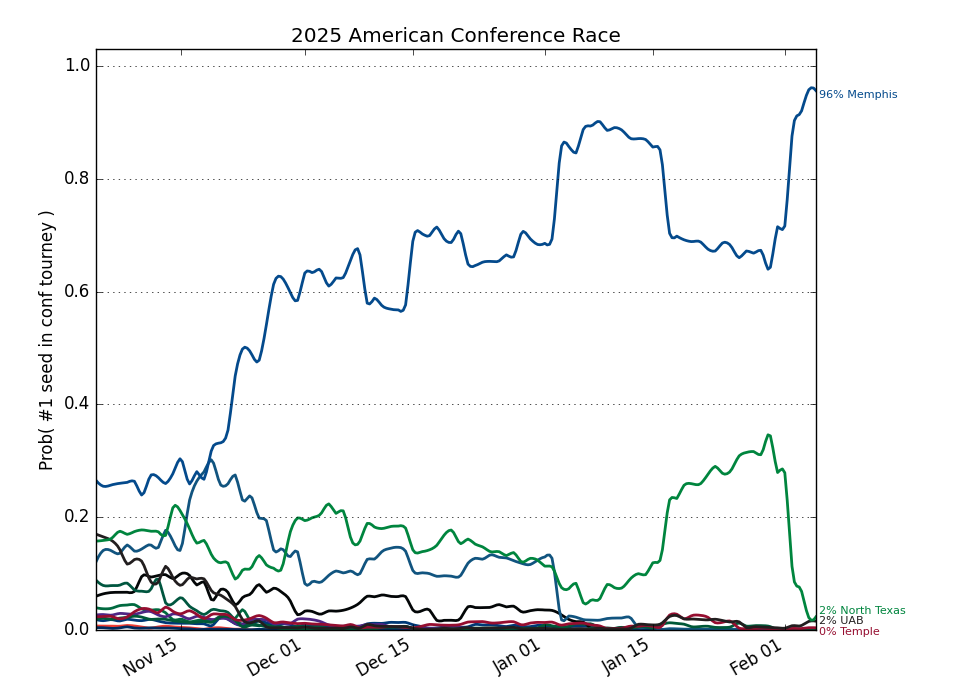 2025 American Conference Race
Prob( #1 seed in conf tourney )
1.0
0.8
0.6
0.4
0.2
0.0
Nov 15
Dec 01
Dec 15
Jan 01
Jan 15
Feb 01
96% Memphis
2% North Texas
2% UAB
0% Temple